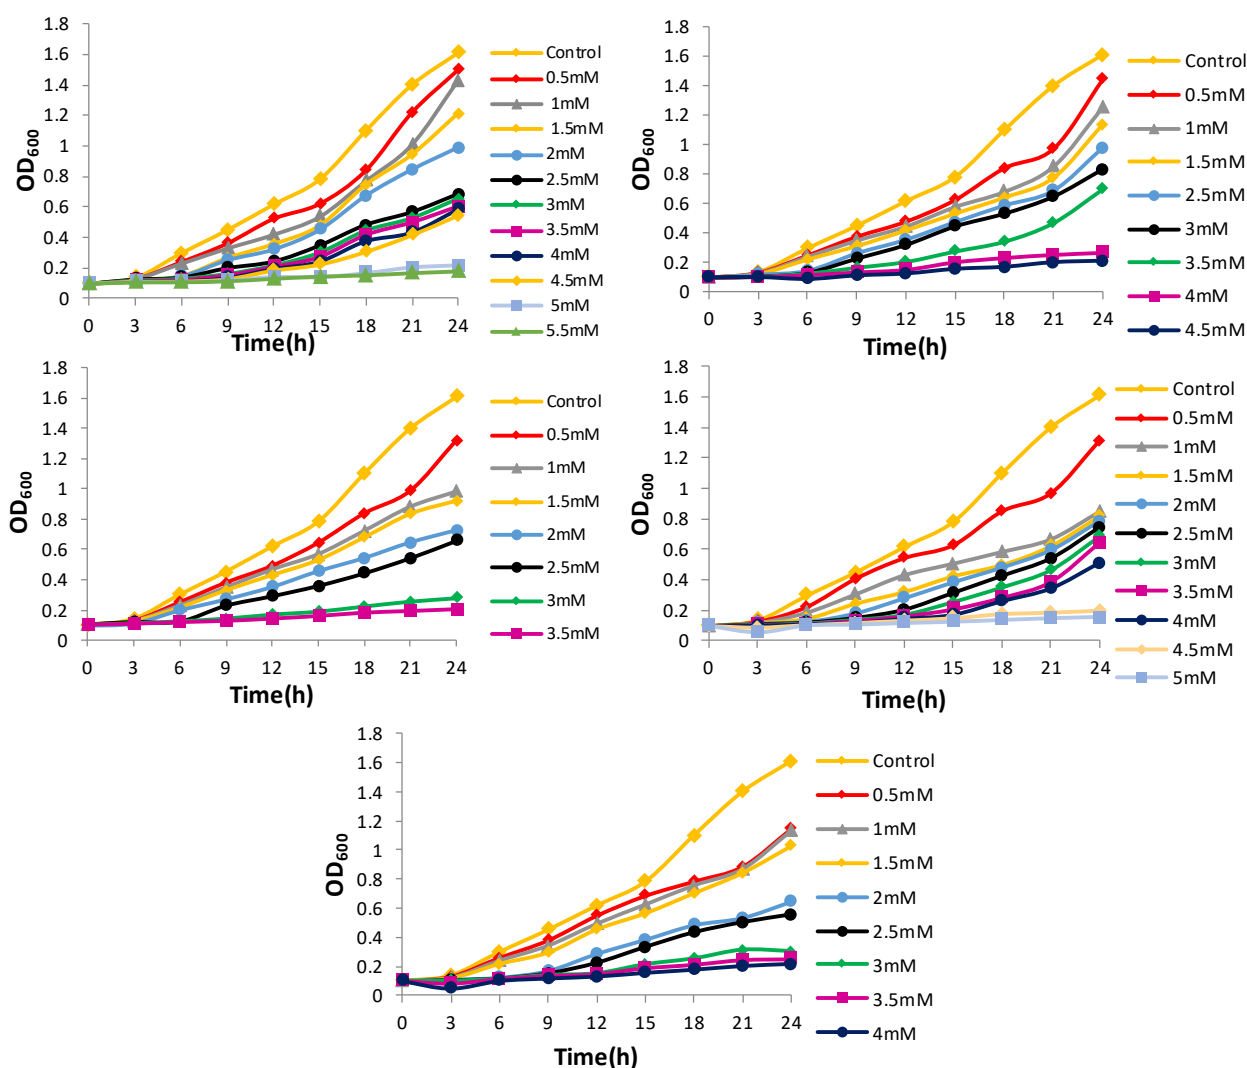 1.8
1.6
1.4
1.2
1
0.8
0.6
0.4
0.2
0
OD600
0 3 6 9 12 15 18 21 24
Time(h)
Control
0.5mM
1mM
1.5mM
2mM
2.5mM
3mM
3.5mM
4mM
4.5mM
5mM
5.5mM
1.8
1.6
1.4
1.2
1
0.8
0.6
0.4
0.2
0
OD600
0 3 6 9 12 15 18 21 24
Time(h)
Control
0.5mM
1mM
1.5mM
2.5mM
3mM
3.5mM
4mM
4.5mM
1.8
1.6
1.4
1.2
1
0.8
0.6
0.4
0.2
0
OD600
0 3 6 9 12 15 18 21 24
Time(h)
Control
0.5mM
1mM
1.5mM
2mM
2.5mM
3mM
3.5mM
1.8
1.6
1.4
1.2
1
0.8
0.6
0.4
0.2
0
OD600
0 3 6 9 12 15 18 21 24
Time(h)
Control
0.5mM
1mM
1.5mM
2mM
2.5mM
3mM
3.5mM
4mM
4.5mM
5mM
1.8
1.6
1.4
1.2
1
0.8
0.6
0.4
0.2
0
OD600
0 3 6 9 12 15 18 21 24
Time(h)
Control
0.5mM
1mM
1.5mM
2mM
2.5mM
3mM
3.5mM
4mM